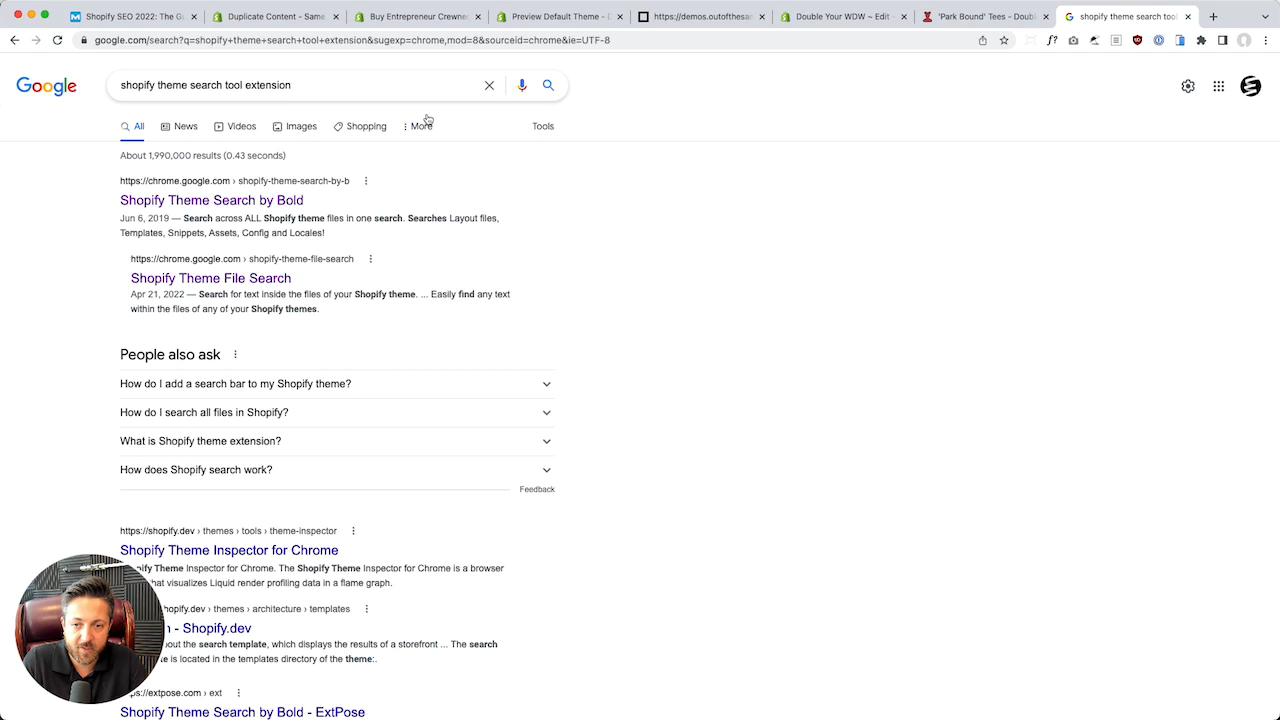 Shopify SEO 2022: The G
Duplicate Content - Same
'Buy Entrepreneur Crewne
Preview Default Theme - D
https://demos.outofthesan
Double Your WDW ~ Edit ~
'Park Bound' Tees - Doubl
shopify theme search tool
google.com/search?q=shopify+theme+search+tool+extension&sugexp=chrome,mod=8&sourceid=chrome&ie=UTF-8
Google
shopify theme search tool extension
All
News
Videos
Images
Shopping
More
Tools
About 1,990,000 results (0.43 seconds)
https://chrome.google.com › shopify-theme-search-by-b
Shopify Theme Search by Bold
Jun 6, 2019 — Search across ALL Shopify theme files in one search. Searches Layout files,
Templates, Snippets, Assets, Config and Locales!
https://chrome.google.com › shopify-theme-file-search
Shopify Theme File Search
Apr 21, 2022 — Search for text inside the files of your Shopify theme. ... Easily find any text
within the files of any of your Shopify themes.
People also ask
How do I add a search bar to my Shopify theme?
How do I search all files in Shopify?
What is Shopify theme extension?
How does Shopify search work?
Feedback
https://shopify.dev › themes › tools › theme-inspector
Shopify Theme Inspector for Chrome
pify Theme Inspector for Chrome. The Shopify Theme Inspector for Chrome is a browser
hat visualizes Liquid render profiling data in a flame graph.
hopify.dev › themes › architecture › templates
h - Shopify.dev
bout the search template, which displays the results of a storefront ... The search
e is located in the templates directory of the theme:.
ps://extpose.com › ext
Shopify Theme Search by Bold - ExtPose